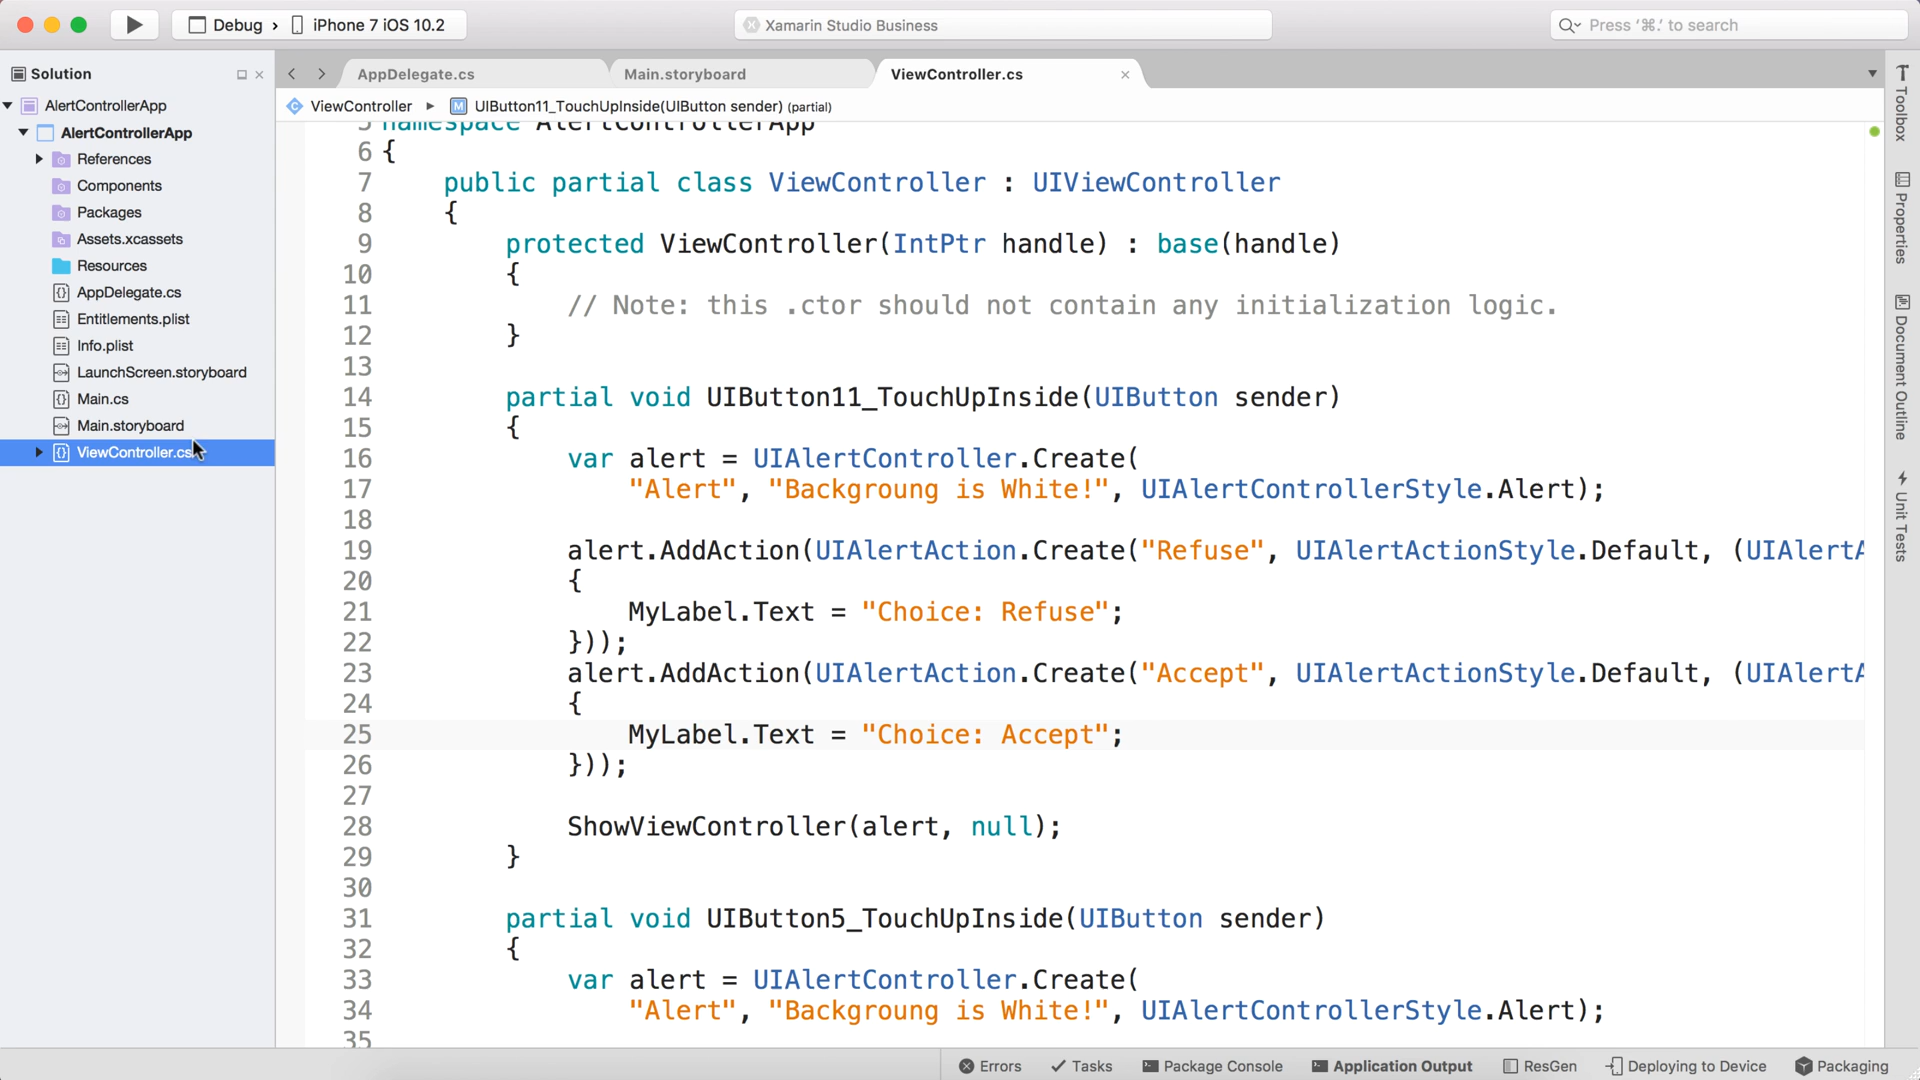 Debug › iPhone 7 iOS 10.2
Xamarin Studio Business
Press ‘⌘.’ to search
Solution
AlertControllerApp
AlertControllerApp
References
Components
Packages
Assets.xcassets
Resources
AppDelegate.cs
Entitlements.plist
Info.plist
LaunchScreen.storyboard
Main.cs
Main.storyboard
ViewController.cs
AppDelegate.cs
Main.storyboard
ViewController.cs
ViewController ▸ M UIButton11_TouchUpInside(UIButton sender) (partial)
5 namespace AlertControllerApp
6 {
7 public partial class ViewController : UIViewController
8 {
9 protected ViewController(IntPtr handle) : base(handle)
10 {
11 // Note: this .ctor should not contain any initialization logic.
12 }
13
14 partial void UIButton11_TouchUpInside(UIButton sender)
15 {
16 var alert = UIAlertController.Create(
17 "Alert", "Backgroung is White!", UIAlertControllerStyle.Alert);
18
19 alert.AddAction(UIAlertAction.Create("Refuse", UIAlertActionStyle.Default, (UIAlertA
20 {
21 MyLabel.Text = "Choice: Refuse";
22 }));
23 alert.AddAction(UIAlertAction.Create("Accept", UIAlertActionStyle.Default, (UIAlertA
24 {
25 MyLabel.Text = "Choice: Accept";
26 }));
27
28 ShowViewController(alert, null);
29 }
30
31 partial void UIButton5_TouchUpInside(UIButton sender)
32 {
33 var alert = UIAlertController.Create(
34 "Alert", "Backgroung is White!", UIAlertControllerStyle.Alert);
35
Toolbox
Properties
Document Outline
Unit Tests
Errors
Tasks
Package Console
Application Output
ResGen
Deploying to Device
Packaging